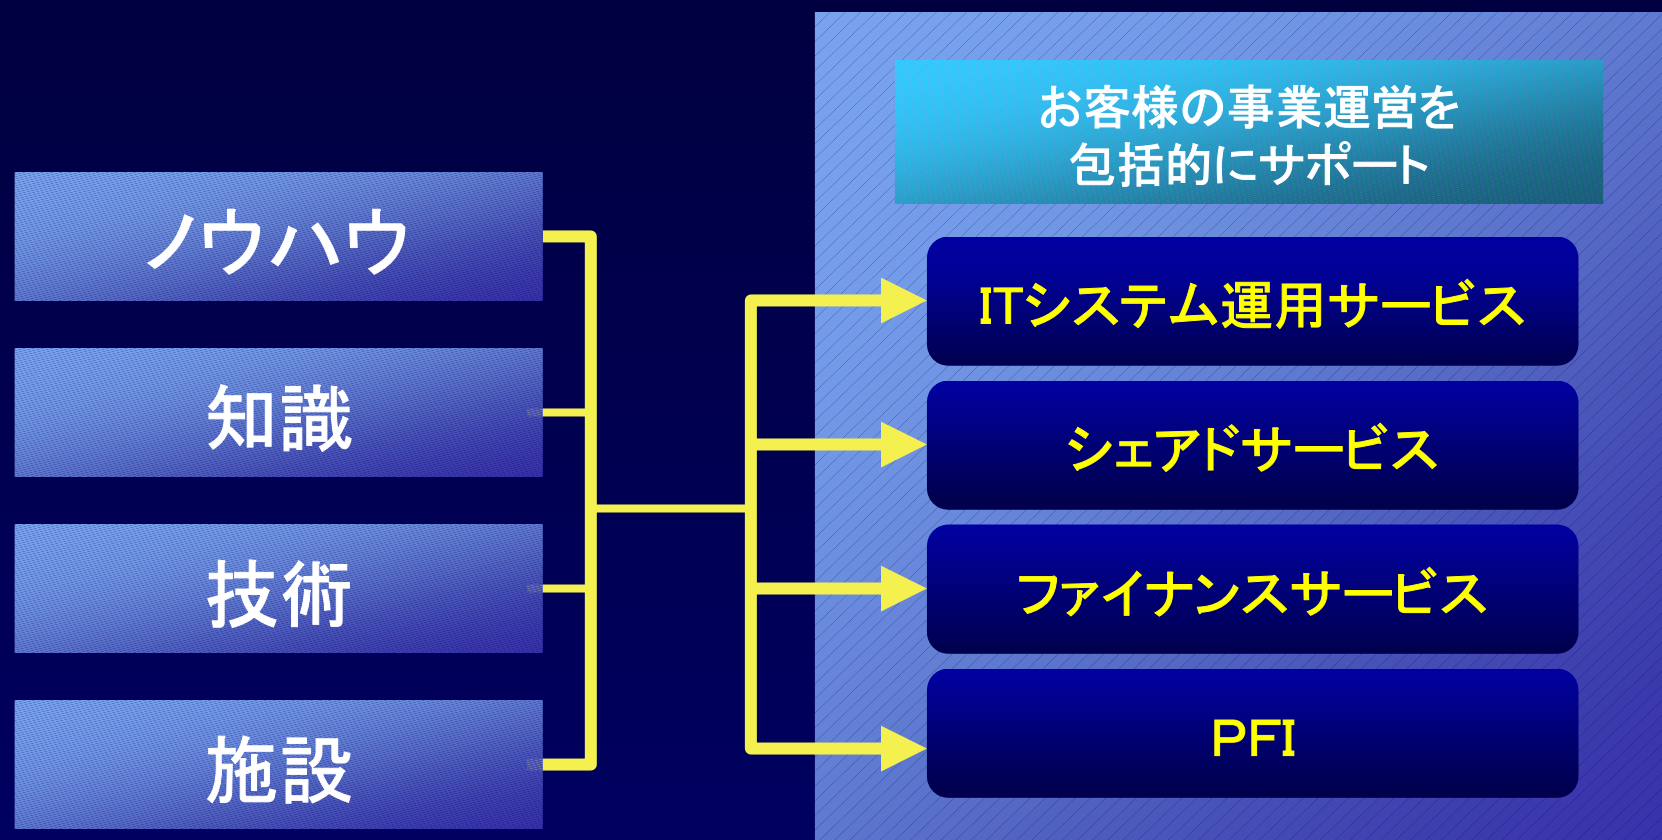 ノウハウ
知識
技術
施設
お客様の事業運営を
包括的にサポート
ITシステム運用サービス
シェアドサービス
ファイナンスサービス
PFI